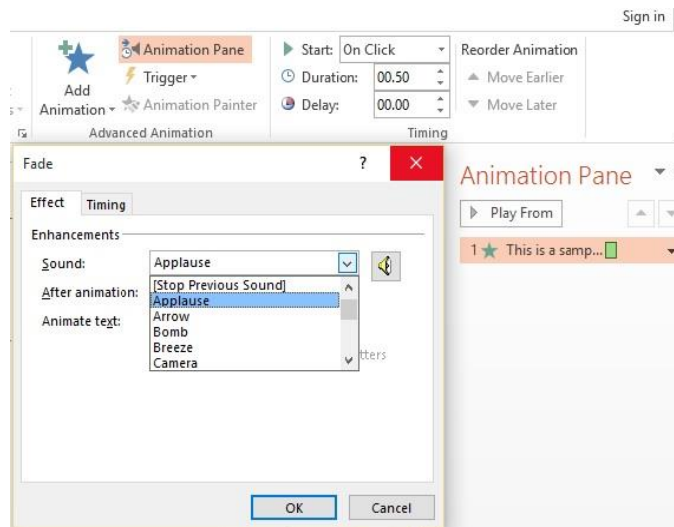 Sign in
Add Animation
Animation Pane
Trigger
Animation Painter
Advanced Animation
Start: On Click
Duration: 00.50
Delay: 00.00
Timing
Reorder Animation
Move Earlier
Move Later
Fade ?
Effect Timing
Enhancements
Sound: Applause
After animation:
Animate text:
[Stop Previous Sound]
Applause
Arrow
Bomb
Breeze
Camera
OK Cancel
Animation Pane
Play From
1 This is a samp...